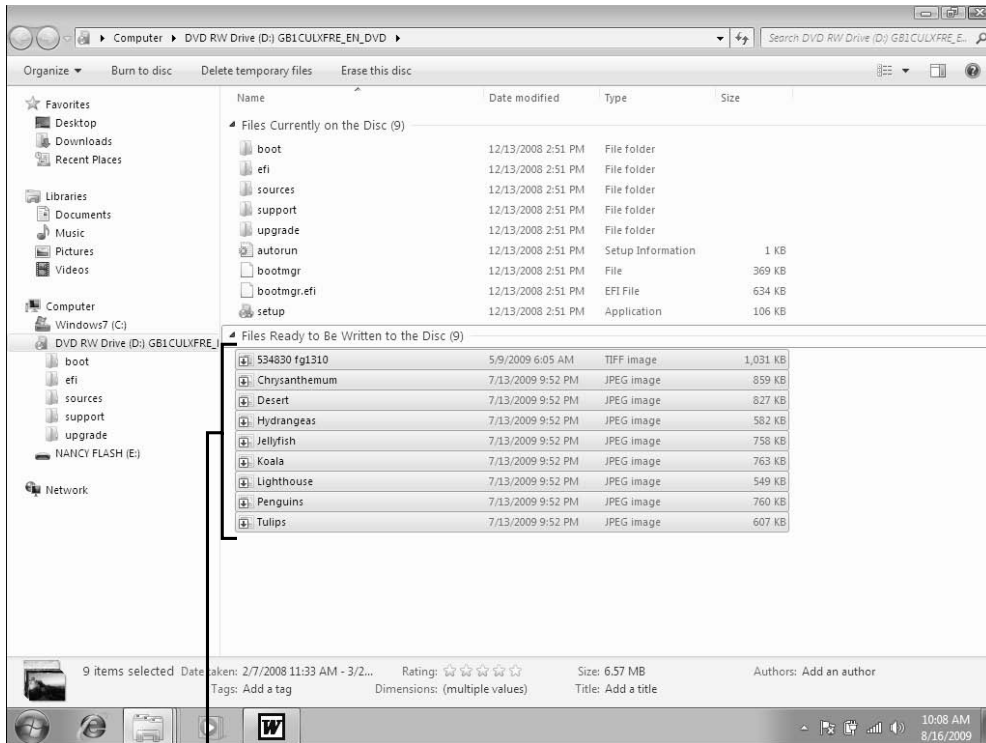 Computer ▸ DVD RW Drive (D:) GB1CULXFRE_EN_DVD ▸
Search DVD RW Drive (D:) GB1CULXFRE_E...
Organize Burn to disc Delete temporary files Erase this disc
Name Date modified Type Size
Favorites
Desktop
Downloads
Recent Places
Libraries
Documents
Music
Pictures
Videos
Computer
Windows7 (C:)
DVD RW Drive (D:) GB1CULXFRE_
boot
efi
sources
support
upgrade
NANCY FLASH (E:)
Network
Files Currently on the Disc (9)
boot 12/13/2008 2:51 PM File folder
efi 12/13/2008 2:51 PM File folder
sources 12/13/2008 2:51 PM File folder
support 12/13/2008 2:51 PM File folder
upgrade 12/13/2008 2:51 PM File folder
autorun 12/13/2008 2:51 PM Setup Information 1 KB
bootmgr 12/13/2008 2:51 PM File 369 KB
bootmgr.efi 12/13/2008 2:51 PM EFI File 634 KB
setup 12/13/2008 2:51 PM Application 106 KB
Files Ready to Be Written to the Disc (9)
534830 fg1310 5/9/2009 6:05 AM TIFF image 1,031 KB
Chrysanthemum 7/13/2009 9:52 PM JPEG image 859 KB
Desert 7/13/2009 9:52 PM JPEG image 827 KB
Hydrangeas 7/13/2009 9:52 PM JPEG image 582 KB
Jellyfish 7/13/2009 9:52 PM JPEG image 758 KB
Koala 7/13/2009 9:52 PM JPEG image 763 KB
Lighthouse 7/13/2009 9:52 PM JPEG image 549 KB
Penguins 7/13/2009 9:52 PM JPEG image 760 KB
Tulips 7/13/2009 9:52 PM JPEG image 607 KB
9 items selected Date taken: 2/7/2008 11:33 AM - 3/2... Rating: Size: 6.57 MB Authors: Add an author
Tags: Add a tag Dimensions: (multiple values) Title: Add a title
W
10:08 AM
8/16/2009